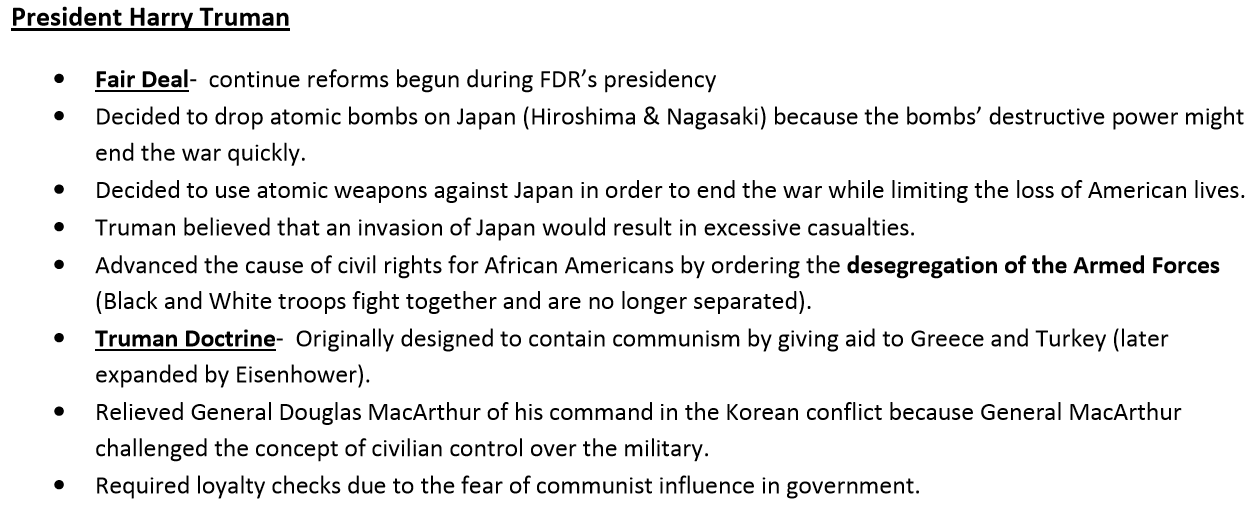 President Harry Truman
• Fair Deal- continue reforms begun during FDR’s presidency
• Decided to drop atomic bombs on Japan (Hiroshima & Nagasaki) because the bombs’ destructive power might
end the war quickly.
• Decided to use atomic weapons against Japan in order to end the war while limiting the loss of American lives.
• Truman believed that an invasion of Japan would result in excessive casualties.
• Advanced the cause of civil rights for African Americans by ordering the desegregation of the Armed Forces
(Black and White troops fight together and are no longer separated).
• Truman Doctrine- Originally designed to contain communism by giving aid to Greece and Turkey (later
expanded by Eisenhower).
• Relieved General Douglas MacArthur of his command in the Korean conflict because General MacArthur
challenged the concept of civilian control over the military.
• Required loyalty checks due to the fear of communist influence in government.